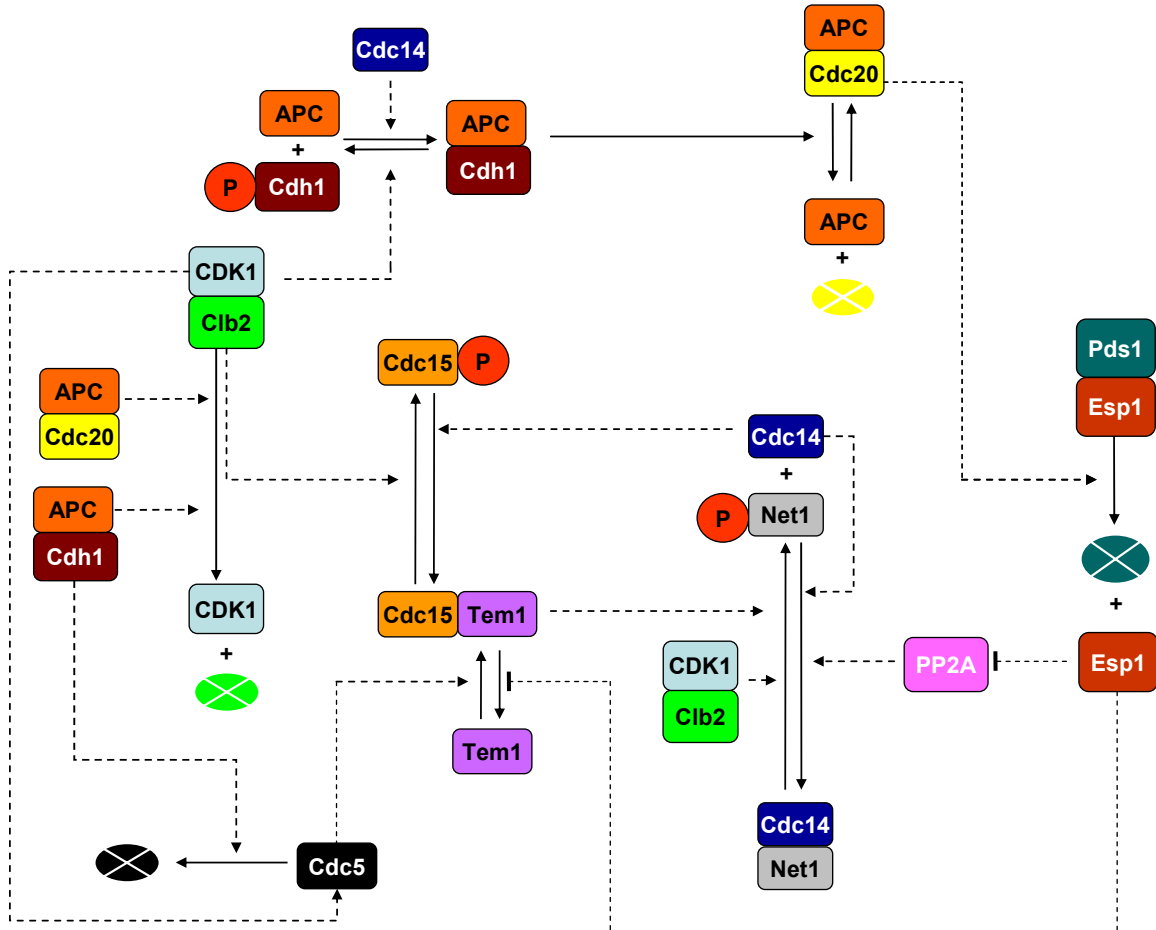 APC
Cdc14
Cdc20
APC
APC
+
Cdh1
P
Cdh1
APC
+
CDK1
Clb2
Pds1
Cdc15
P
Esp1
APC
Cdc20
Cdc14
+
APC
P
Net1
Cdh1
CDK1
Cdc15
Tem1
+
+
CDK1
PP2A
Esp1
Clb2
Tem1
Cdc14
Cdc5
Net1